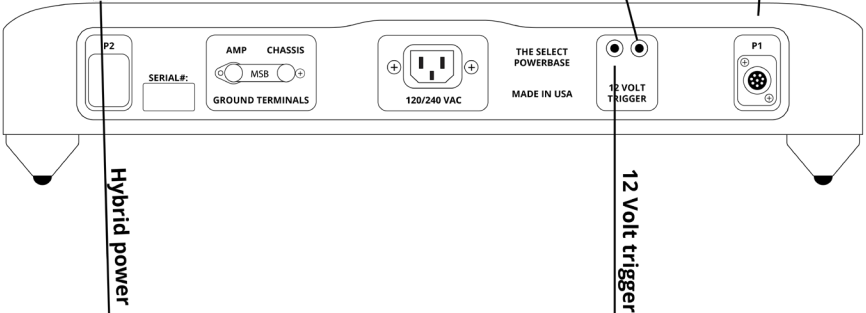 P2
SERIAL#:
AMP CHASSIS
MSB
GROUND TERMINALS
120/240 VAC
THE SELECT
POWERBASE
MADE IN USA
12 VOLT
TRIGGER
P1
Hybrid power
12 Volt trigger